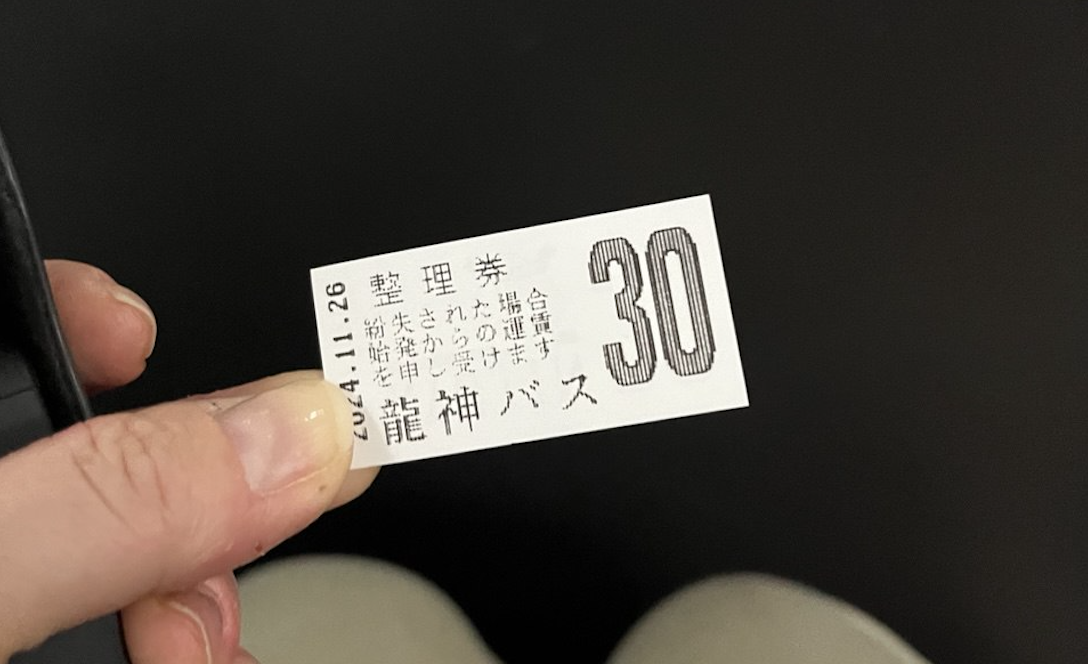 整理券
紛失された場合
始発からの運賃
を申し受けます
龍神バス
30
2024.11.26